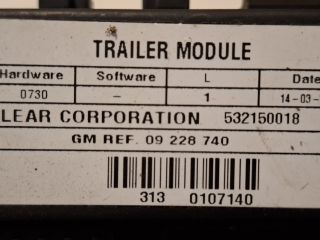 TRAILER MODULE
Hardware Software L Date
0730 – 1 14-03-
LEAR CORPORATION 532150018
GM REF. 09 228 740
313 0107140